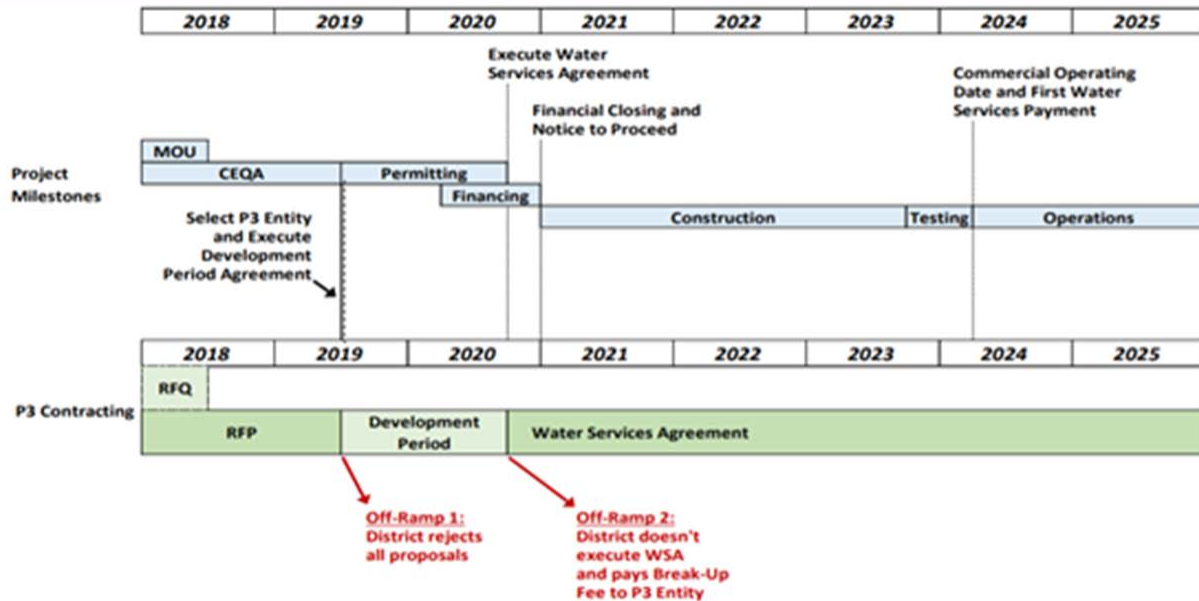 2018 2019 2020 2021 2022 2023 2024 2025
Execute Water
Services Agreement
Commercial Operating
Date and First Water
Services Payment
Financial Closing and
Notice to Proceed
MOU
Project
Milestones
CEQA Permitting
Financing
Construction Testing Operations
Select P3 Entity
and Execute
Development
Period Agreement
2018 2019 2020 2021 2022 2023 2024 2025
RFQ
P3 Contracting
RFP
Development
Period
Water Services Agreement
Off-Ramp 1:
District rejects
all proposals
Off-Ramp 2:
District doesn't
execute WSA
and pays Break-Up
Fee to P3 Entity